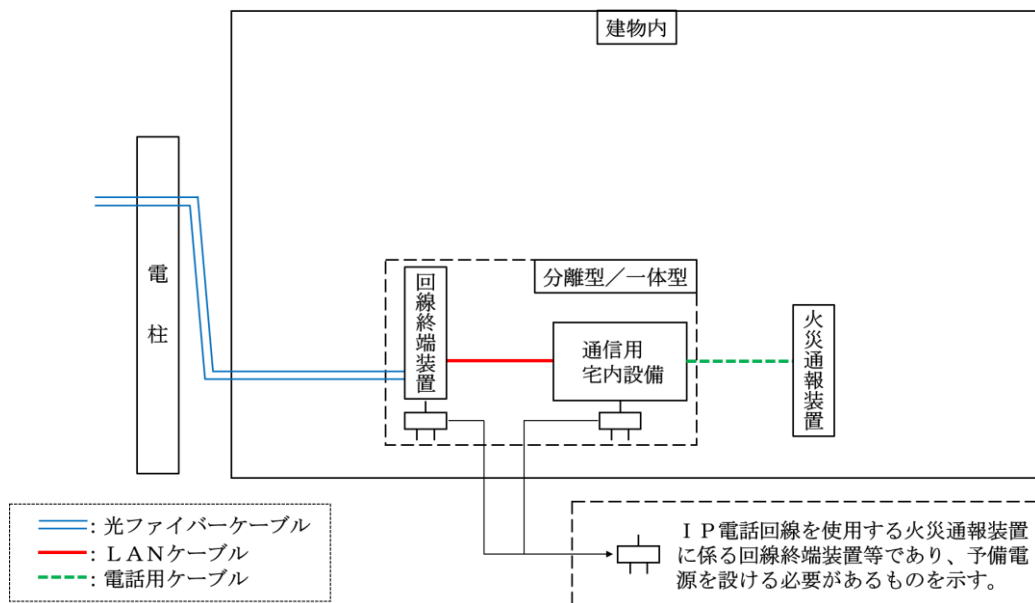 建物内
電柱
回線終端装置
分離型／一体型
通信用
宅内設備
火災通報装置
：光ファイバーケーブル
：ＬＡＮケーブル
：電話用ケーブル
ＩＰ電話回線を使用する火災通報装置
に係る回線終端装置等であり、予備電
源を設ける必要があるものを示す。